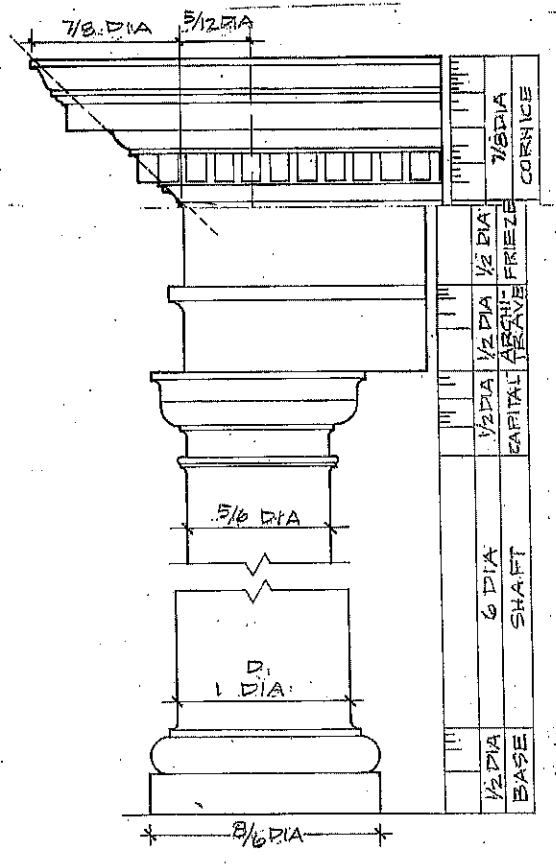 7/8 DIA
5/12 DIA
7/8 DIA
CORNICE
1/2 DIA
FRIEZE
1/2 DIA
ARCHI-
TRAVE
1/2 DIA
CAPITAL
5/6 DIA
6 DIA
SHAFT
D.
1 DIA.
1/2 DIA
BASE
8/6 DIA